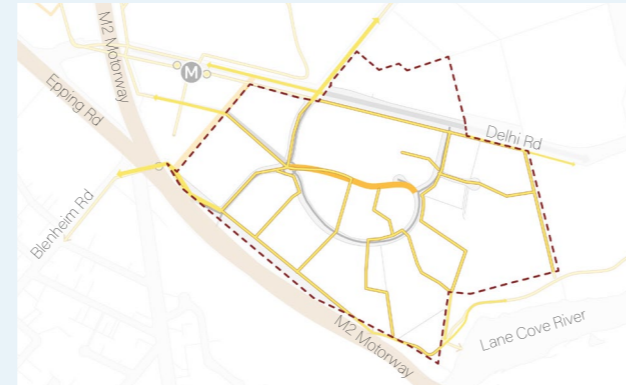 M2 Motorway
M
Epping Rd
Delhi Rd
Blenheim Rd
M2 Motorway
Lane Cove River